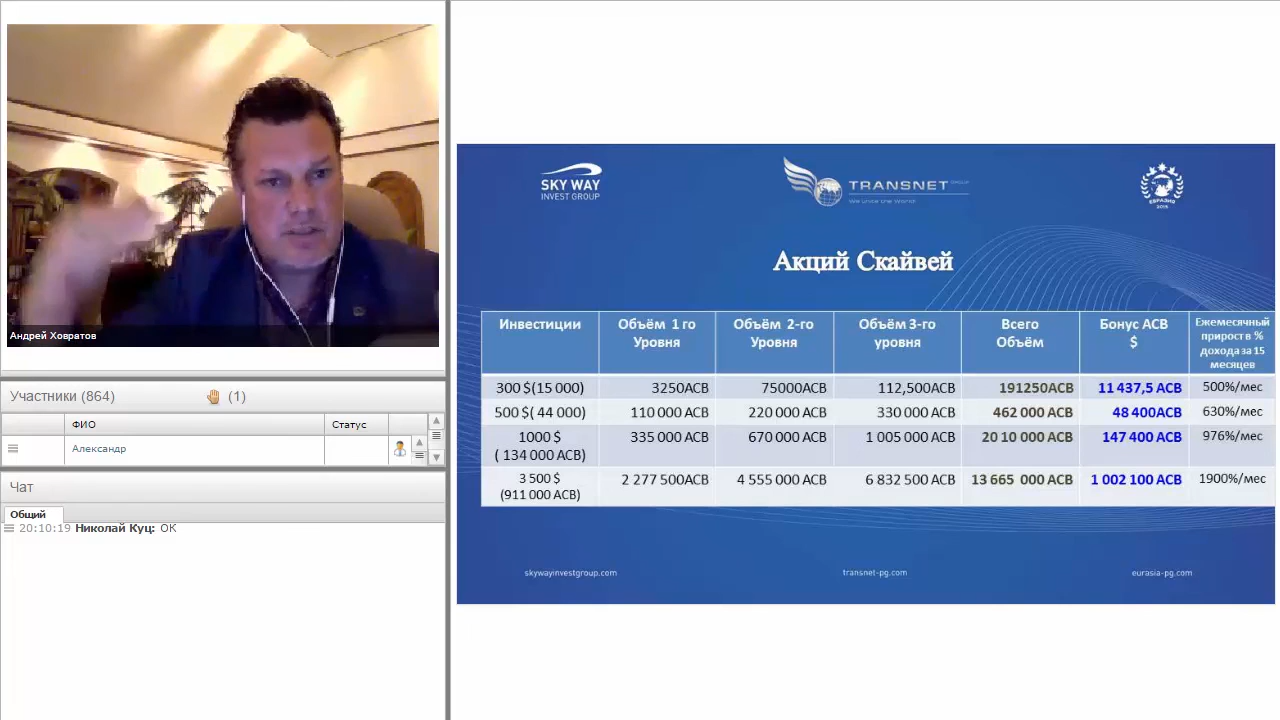 Андрей Ховратов
Участники (864)
(1)
ФИО
Статус
Александр
Чат
Общий
20:10:19 Николай Куц: ОК
SKY WAY
INVEST GROUP
TRANSNET GROUP
We unite the World
ЕВРАЗИЯ
2015
Акций Скайвей
Инвестиции
Объём 1 го
Уровня
Объём 2-го
Уровня
Объём 3-го
уровня
Всего
Объём
Бонус АСВ
$
Ежемесячный
прирост в %
дохода за 15
месяцев
300 $(15 000) 3250АСВ 75000АСВ 112,500АСВ 191250АСВ 11 437,5 АСВ 500%/мес
500 $( 44 000) 110 000 АСВ 220 000 АСВ 330 000 АСВ 462 000 АСВ 48 400АСВ 630%/мес
1000 $
( 134 000 АСВ)
335 000 АСВ 670 000 АСВ 1 005 000 АСВ 20 10 000 АСВ 147 400 АСВ 976%/мес
3 500 $
(911 000 АСВ)
2 277 500АСВ 4 555 000 АСВ 6 832 500 АСВ 13 665 000 АСВ 1 002 100 АСВ 1900%/мес
skywayinvestgroup.com
transnet-pg.com
eurasia-pg.com